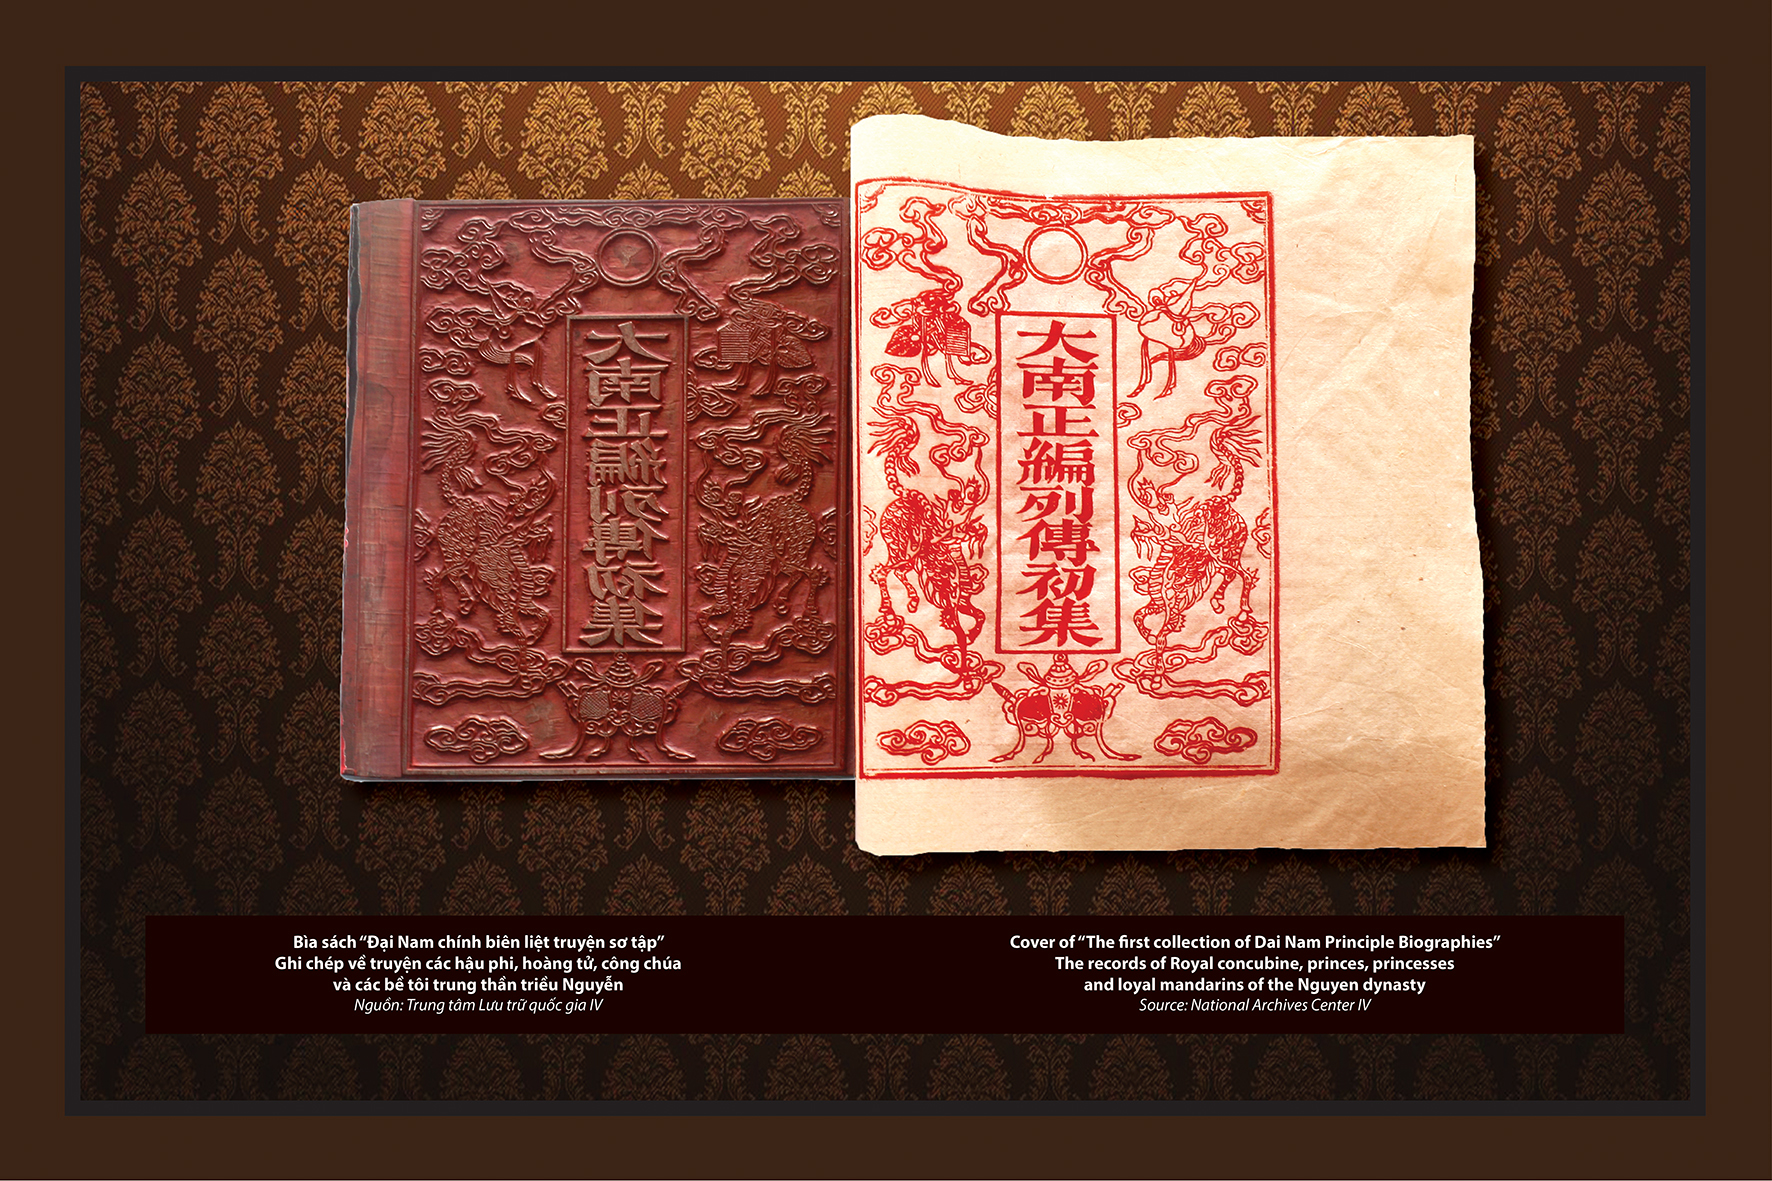 大南正編列傳初集
大南正編列傳初集
Bìa sách “Đại Nam chính biên liệt truyện sơ tập”
Ghi chép về truyện các hậu phi, hoàng tử, công chúa
và các bề tôi trung thần triều Nguyễn
Nguồn: Trung tâm Lưu trữ quốc gia IV
Cover of “The first collection of Dai Nam Principle Biographies”
The records of Royal concubine, princes, princesses
and loyal mandarins of the Nguyen dynasty
Source: National Archives Center IV